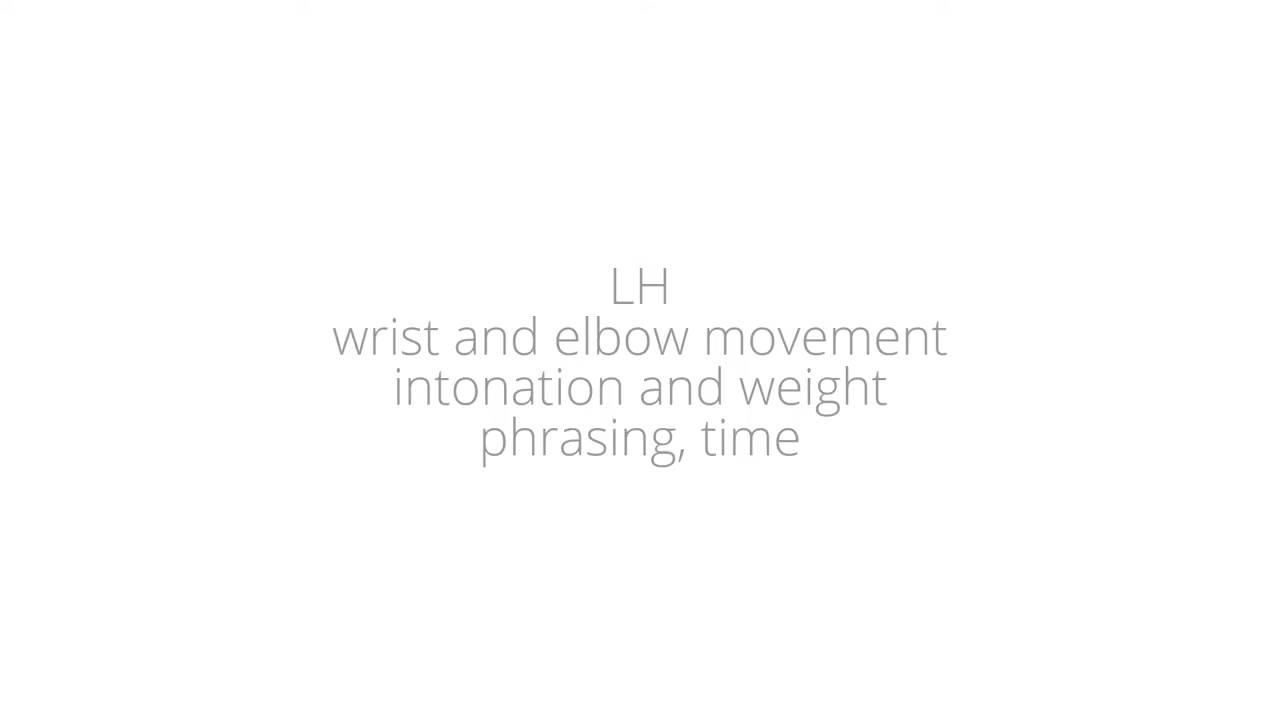 LH
wrist and elbow movement
intonation and weight
phrasing, time